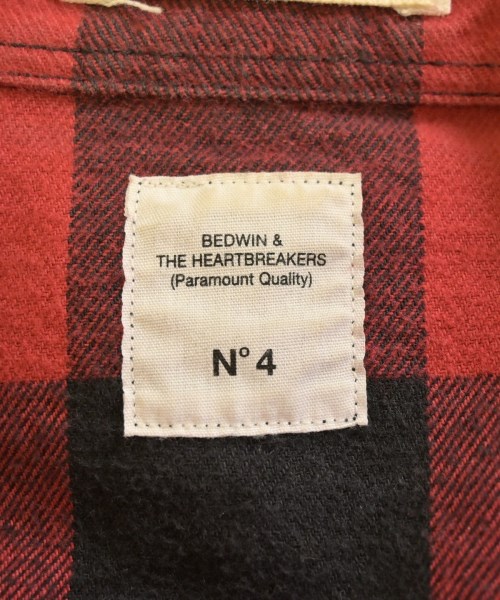 BEDWIN &
THE HEARTBREAKERS
(Paramount Quality)
N° 4